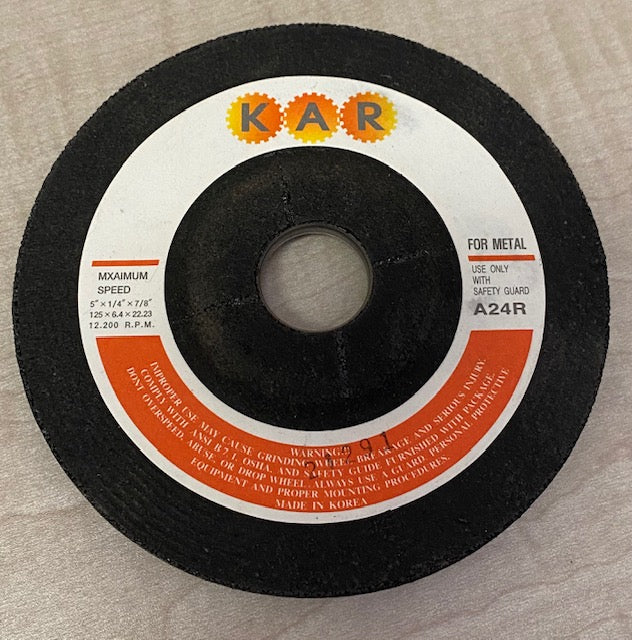 KAR
MXAIMUM
SPEED
5" × 1/4" × 7/8"
125 × 6.4 × 22.23
12.200 R.P.M.
FOR METAL
USE ONLY
WITH
SAFETY GUARD
A24R
WARNING!!
IMPROPER USE MAY CAUSE GRINDING WHEEL BREAKAGE AND SERIOUS INJURY.
COMPLY WITH ANSI B7.1, OSHA, AND SAFETY GUIDE FURNISHED WITH PACKAGE.
DONT OVERSPEED, ABUSE, OR DROP WHEEL. ALWAYS USE A GUARD PERSONAL PROTECTIVE
EQUIPMENT AND PROPER MOUNTING PROCEDURES.
MADE IN KOREA